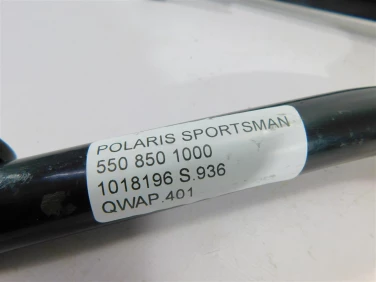 POLARIS SPORTSMAN
550 850 1000
1018196 S.936
QWAP.401